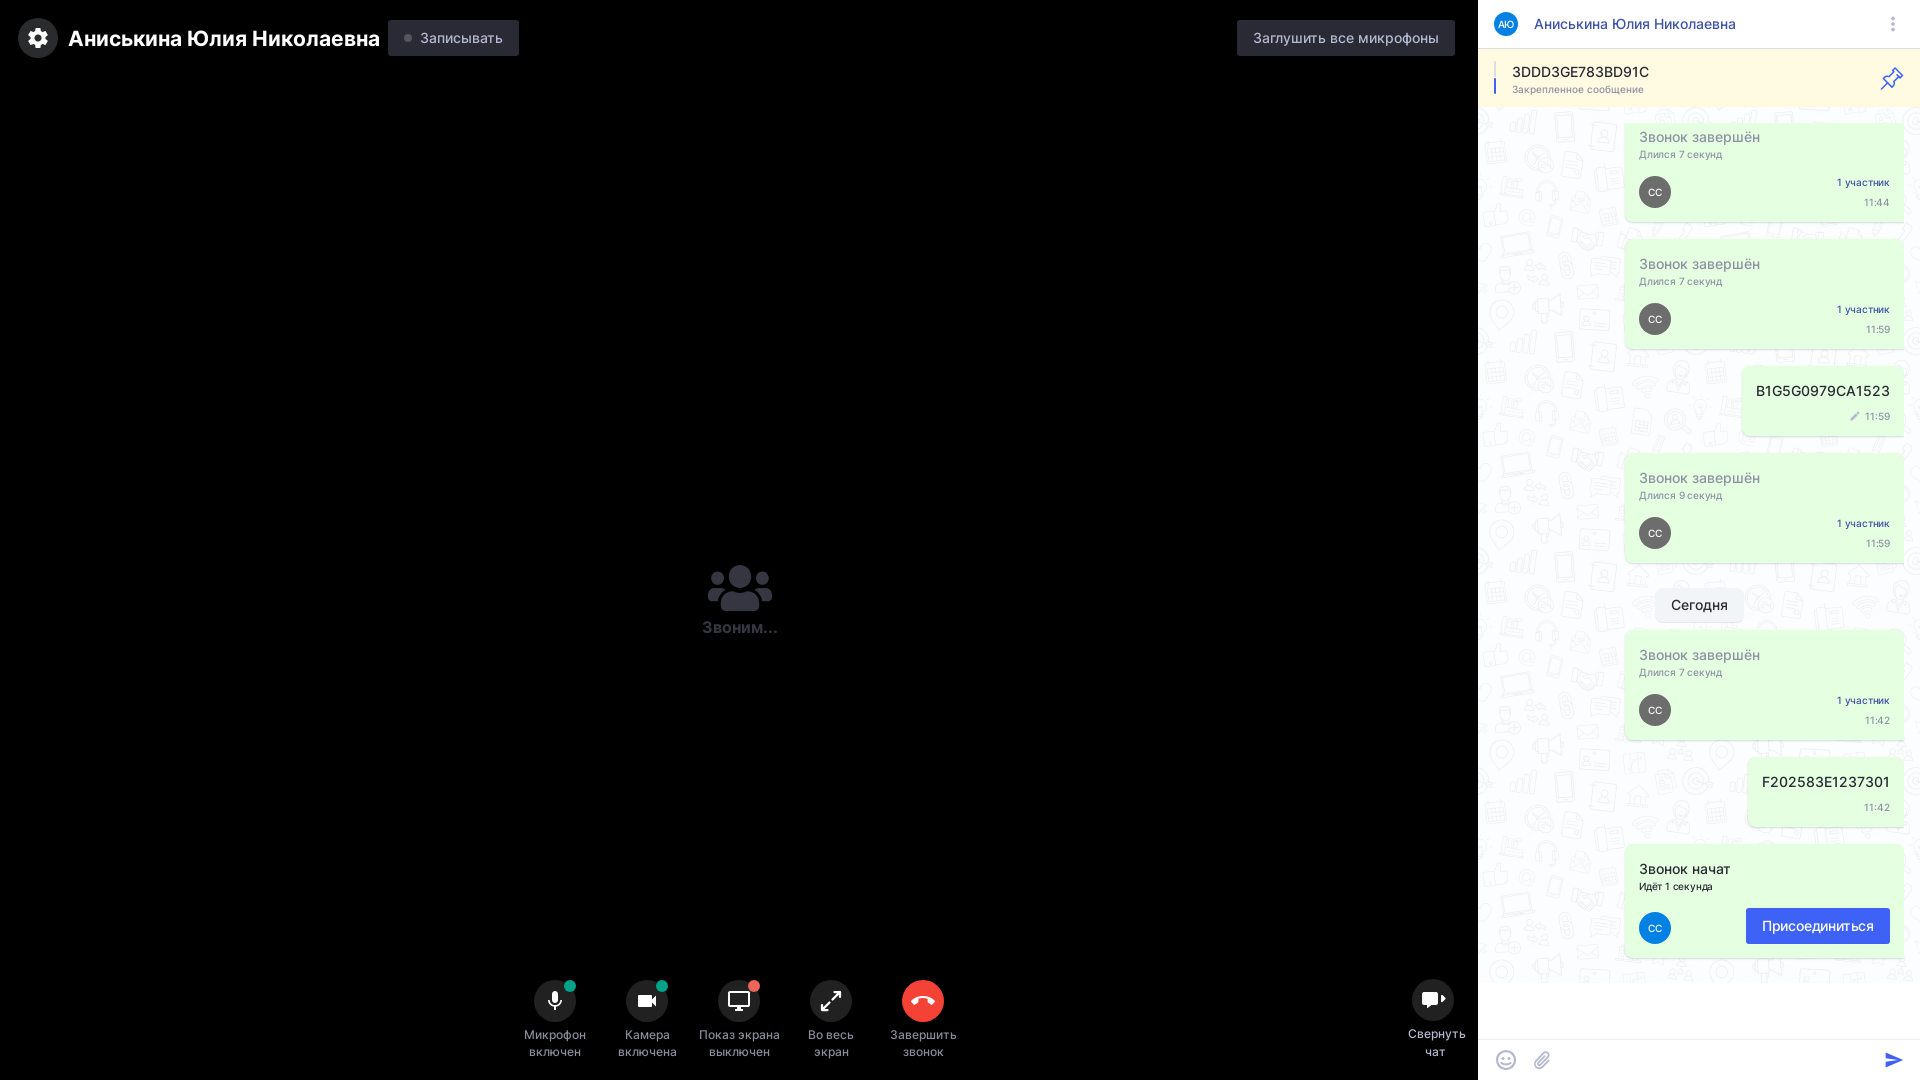 Аниськина Юлия Николаевна
Записывать
Заглушить все микрофоны
Звоним...
Микрофон
включен
Камера
включена
Показ экрана
выключен
Во весь
экран
Завершить
звонок
Свернуть
чат
АЮ
Аниськина Юлия Николаевна
3DDD3GE783BD91C
Закрепленное сообщение
Звонок завершён
Длился 7 секунд
СС
1 участник
11:44
Звонок завершён
Длился 7 секунд
СС
1 участник
11:59
B1G5G0979CA1523
11:59
Звонок завершён
Длился 9 секунд
СС
1 участник
11:59
Сегодня
Звонок завершён
Длился 7 секунд
СС
1 участник
11:42
F202583E1237301
11:42
Звонок начат
Идёт 1 секунда
СС
Присоединиться